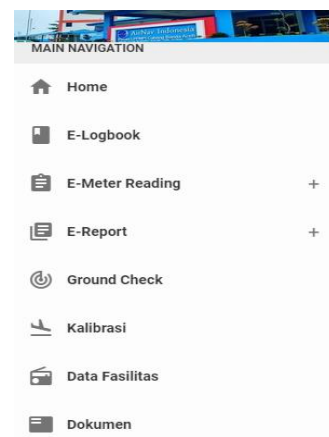 AirNav Indonesia
MAIN NAVIGATION
Home
E-Logbook
E-Meter Reading +
E-Report +
Ground Check
Kalibrasi
Data Fasilitas
Dokumen